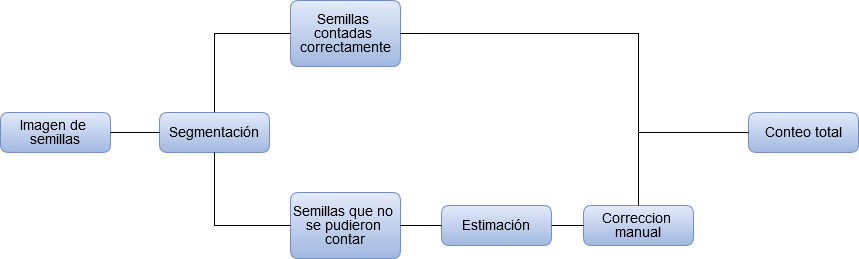 Semillas
contadas
correctamente
Imagen de
semillas
Segmentación
Conteo total
Semillas que no
se pudieron
contar
Estimación
Correccion
manual